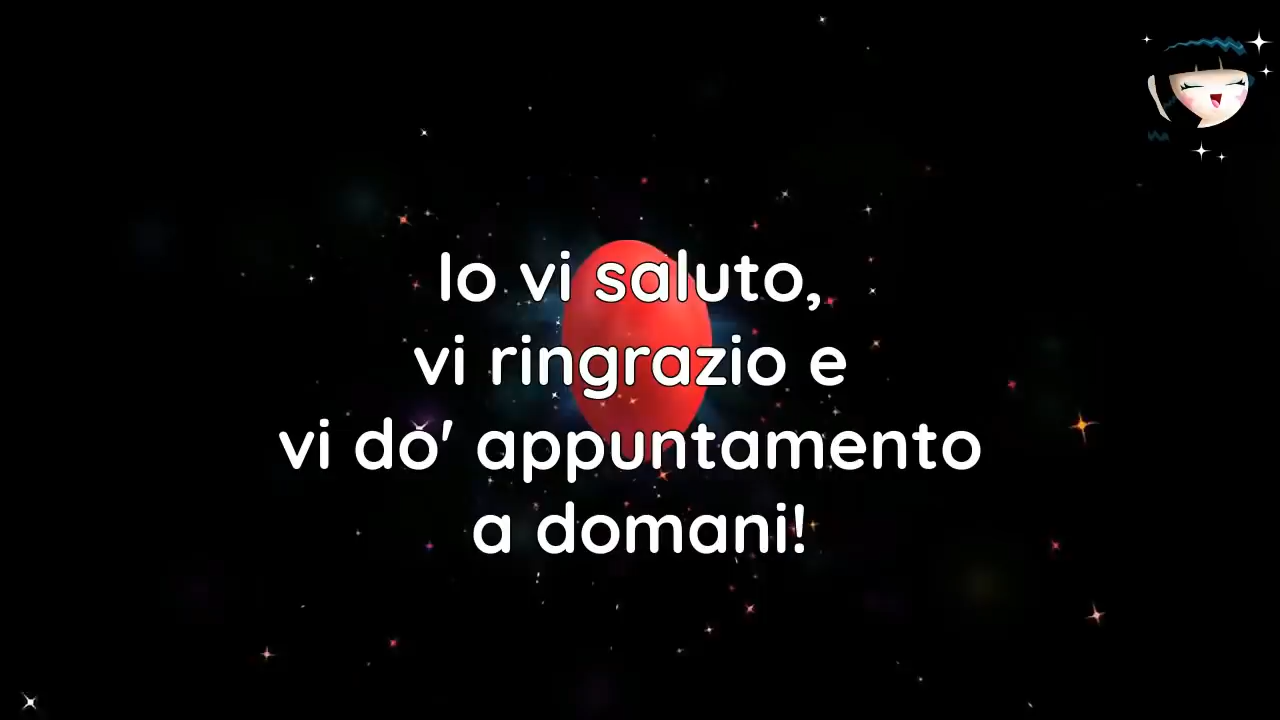 Io vi saluto,
vi ringrazio e
vi do' appuntamento
a domani!